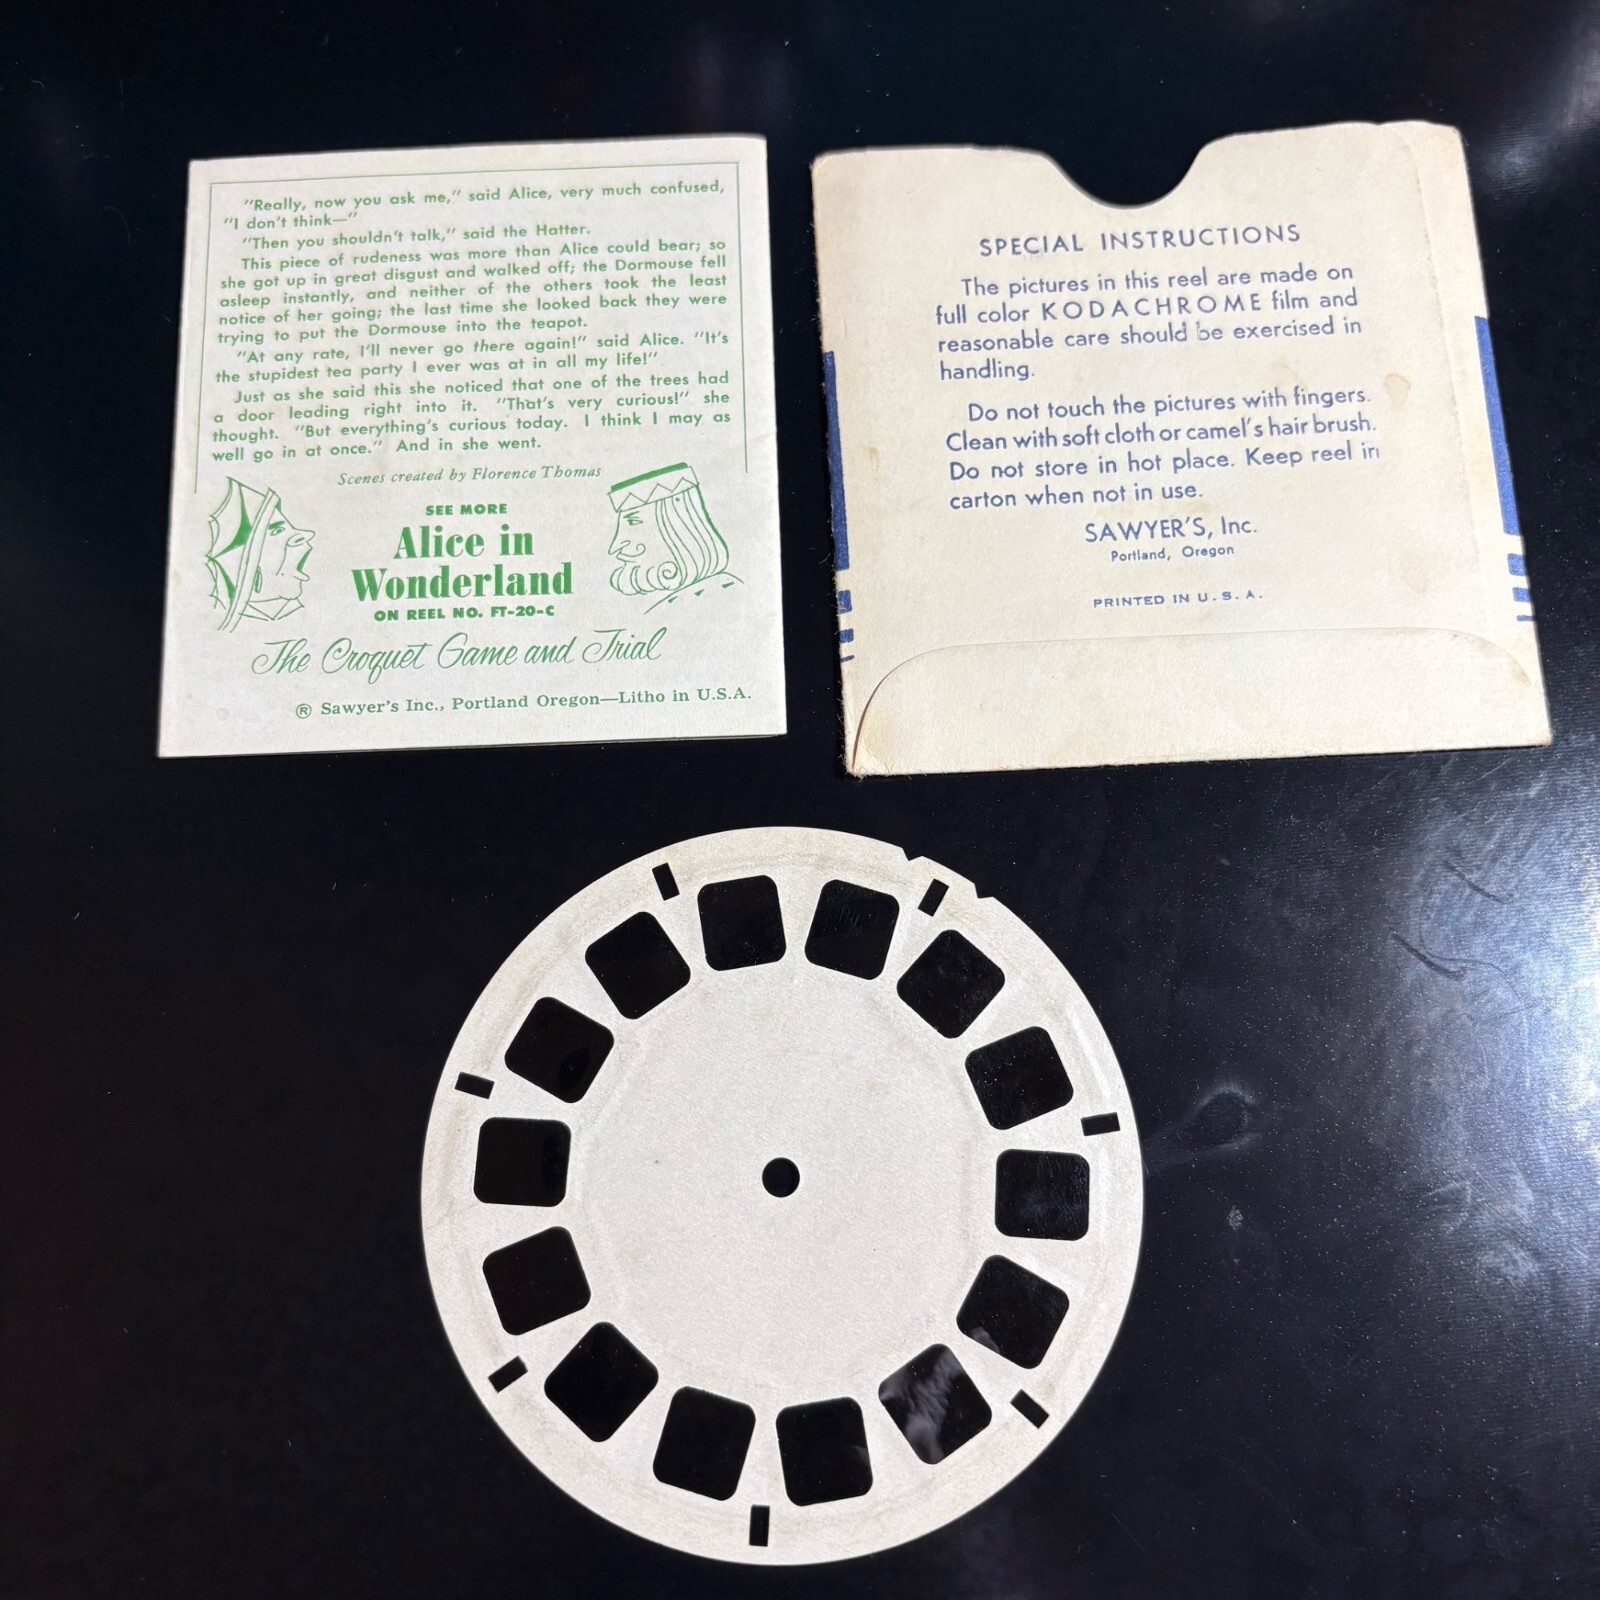 "Really, now you ask me," said Alice, very much confused,
"I don't think—"
"Then you shouldn't talk," said the Hatter.
This piece of rudeness was more than Alice could bear; so
she got up in great disgust and walked off; the Dormouse fell
asleep instantly, and neither of the others took the least
notice of her going; the last time she looked back they were
trying to put the Dormouse into the teapot.
"At any rate, I'll never go there again!" said Alice. "It's
the stupidest tea party I ever was at in all my life!"
Just as she said this she noticed that one of the trees had
a door leading right into it. "That's very curious!" she
thought. "But everything's curious today. I think I may as
well go in at once." And in she went.
Scenes created by Florence Thomas
SEE MORE
Alice in
Wonderland
ON REEL NO. FT-20-C
The Croquet Game and Trial
® Sawyer's Inc., Portland Oregon—Litho in U.S.A.
SPECIAL INSTRUCTIONS
The pictures in this reel are made on
full color KODACHROME film and
reasonable care should be exercised in
handling.
Do not touch the pictures with fingers.
Clean with soft cloth or camel's hair brush.
Do not store in hot place. Keep reel in
carton when not in use.
SAWYER'S, Inc.
Portland, Oregon
PRINTED IN U.S.A.